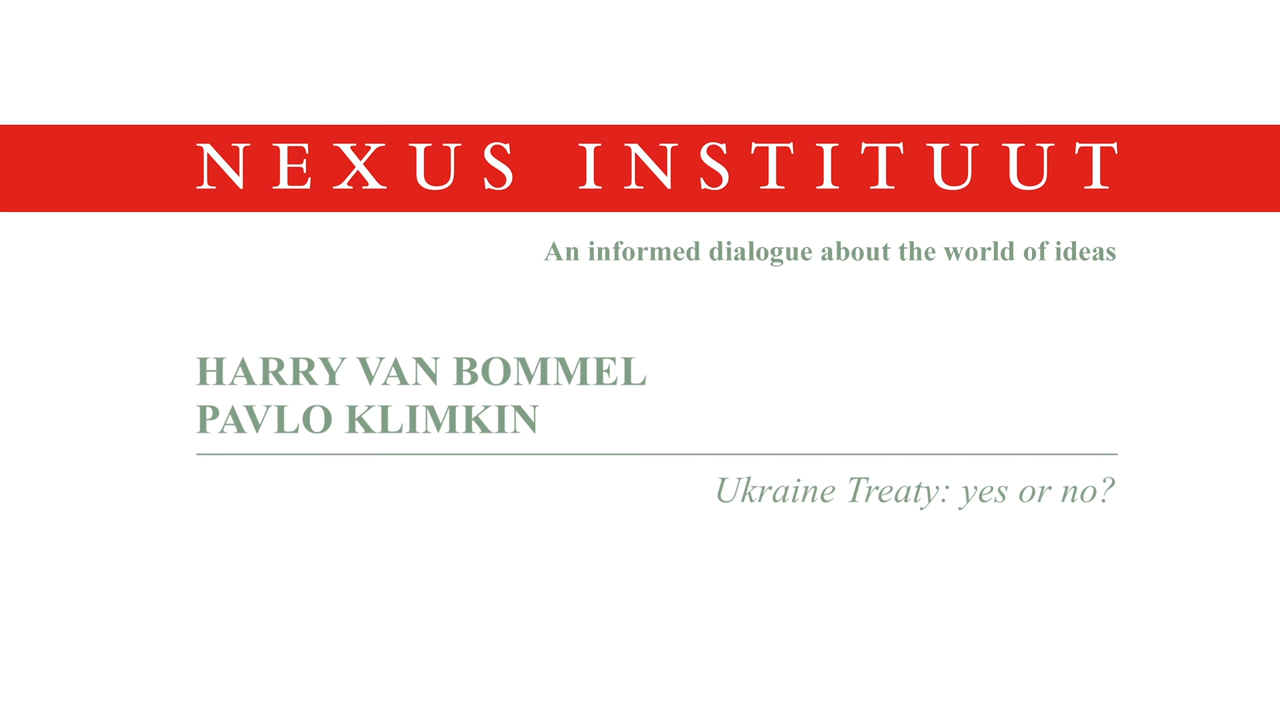 NEXUS INSTITUUT
An informed dialogue about the world of ideas
HARRY VAN BOMMEL
PAVLO KLIMKIN
Ukraine Treaty: yes or no?